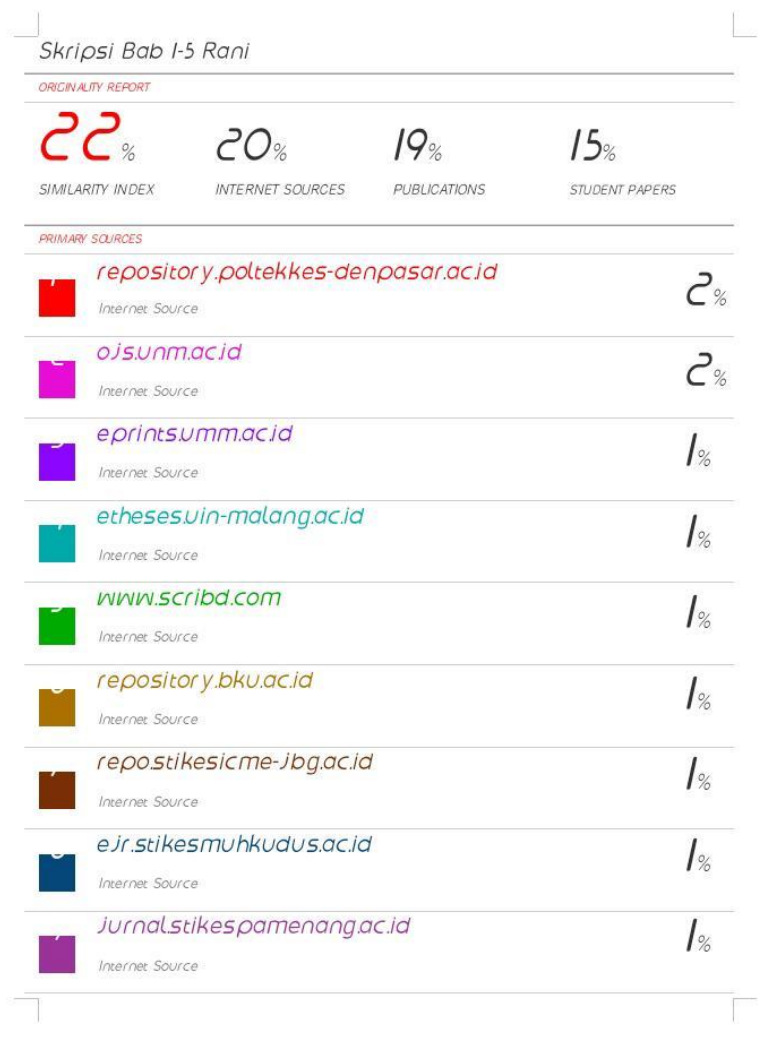 Skripsi Bab 1-5 Rani
ORIGINALITY REPORT
22% 20% 19% 15%
SIMILARITY INDEX INTERNET SOURCES PUBLICATIONS STUDENT PAPERS
PRIMARY SOURCES
repository.poltekkes-denpasar.ac.id
Internet Source
2%
ojs.unm.ac.id
Internet Source
2%
eprints.umm.ac.id
Internet Source
1%
etheses.uin-malang.ac.id
Internet Source
1%
www.scribd.com
Internet Source
1%
repository.bku.ac.id
Internet Source
1%
repo.stikesicme-jbg.ac.id
Internet Source
1%
ejr.stikesmuhkudus.ac.id
Internet Source
1%
jurnal.stikespamenang.ac.id
Internet Source
1%